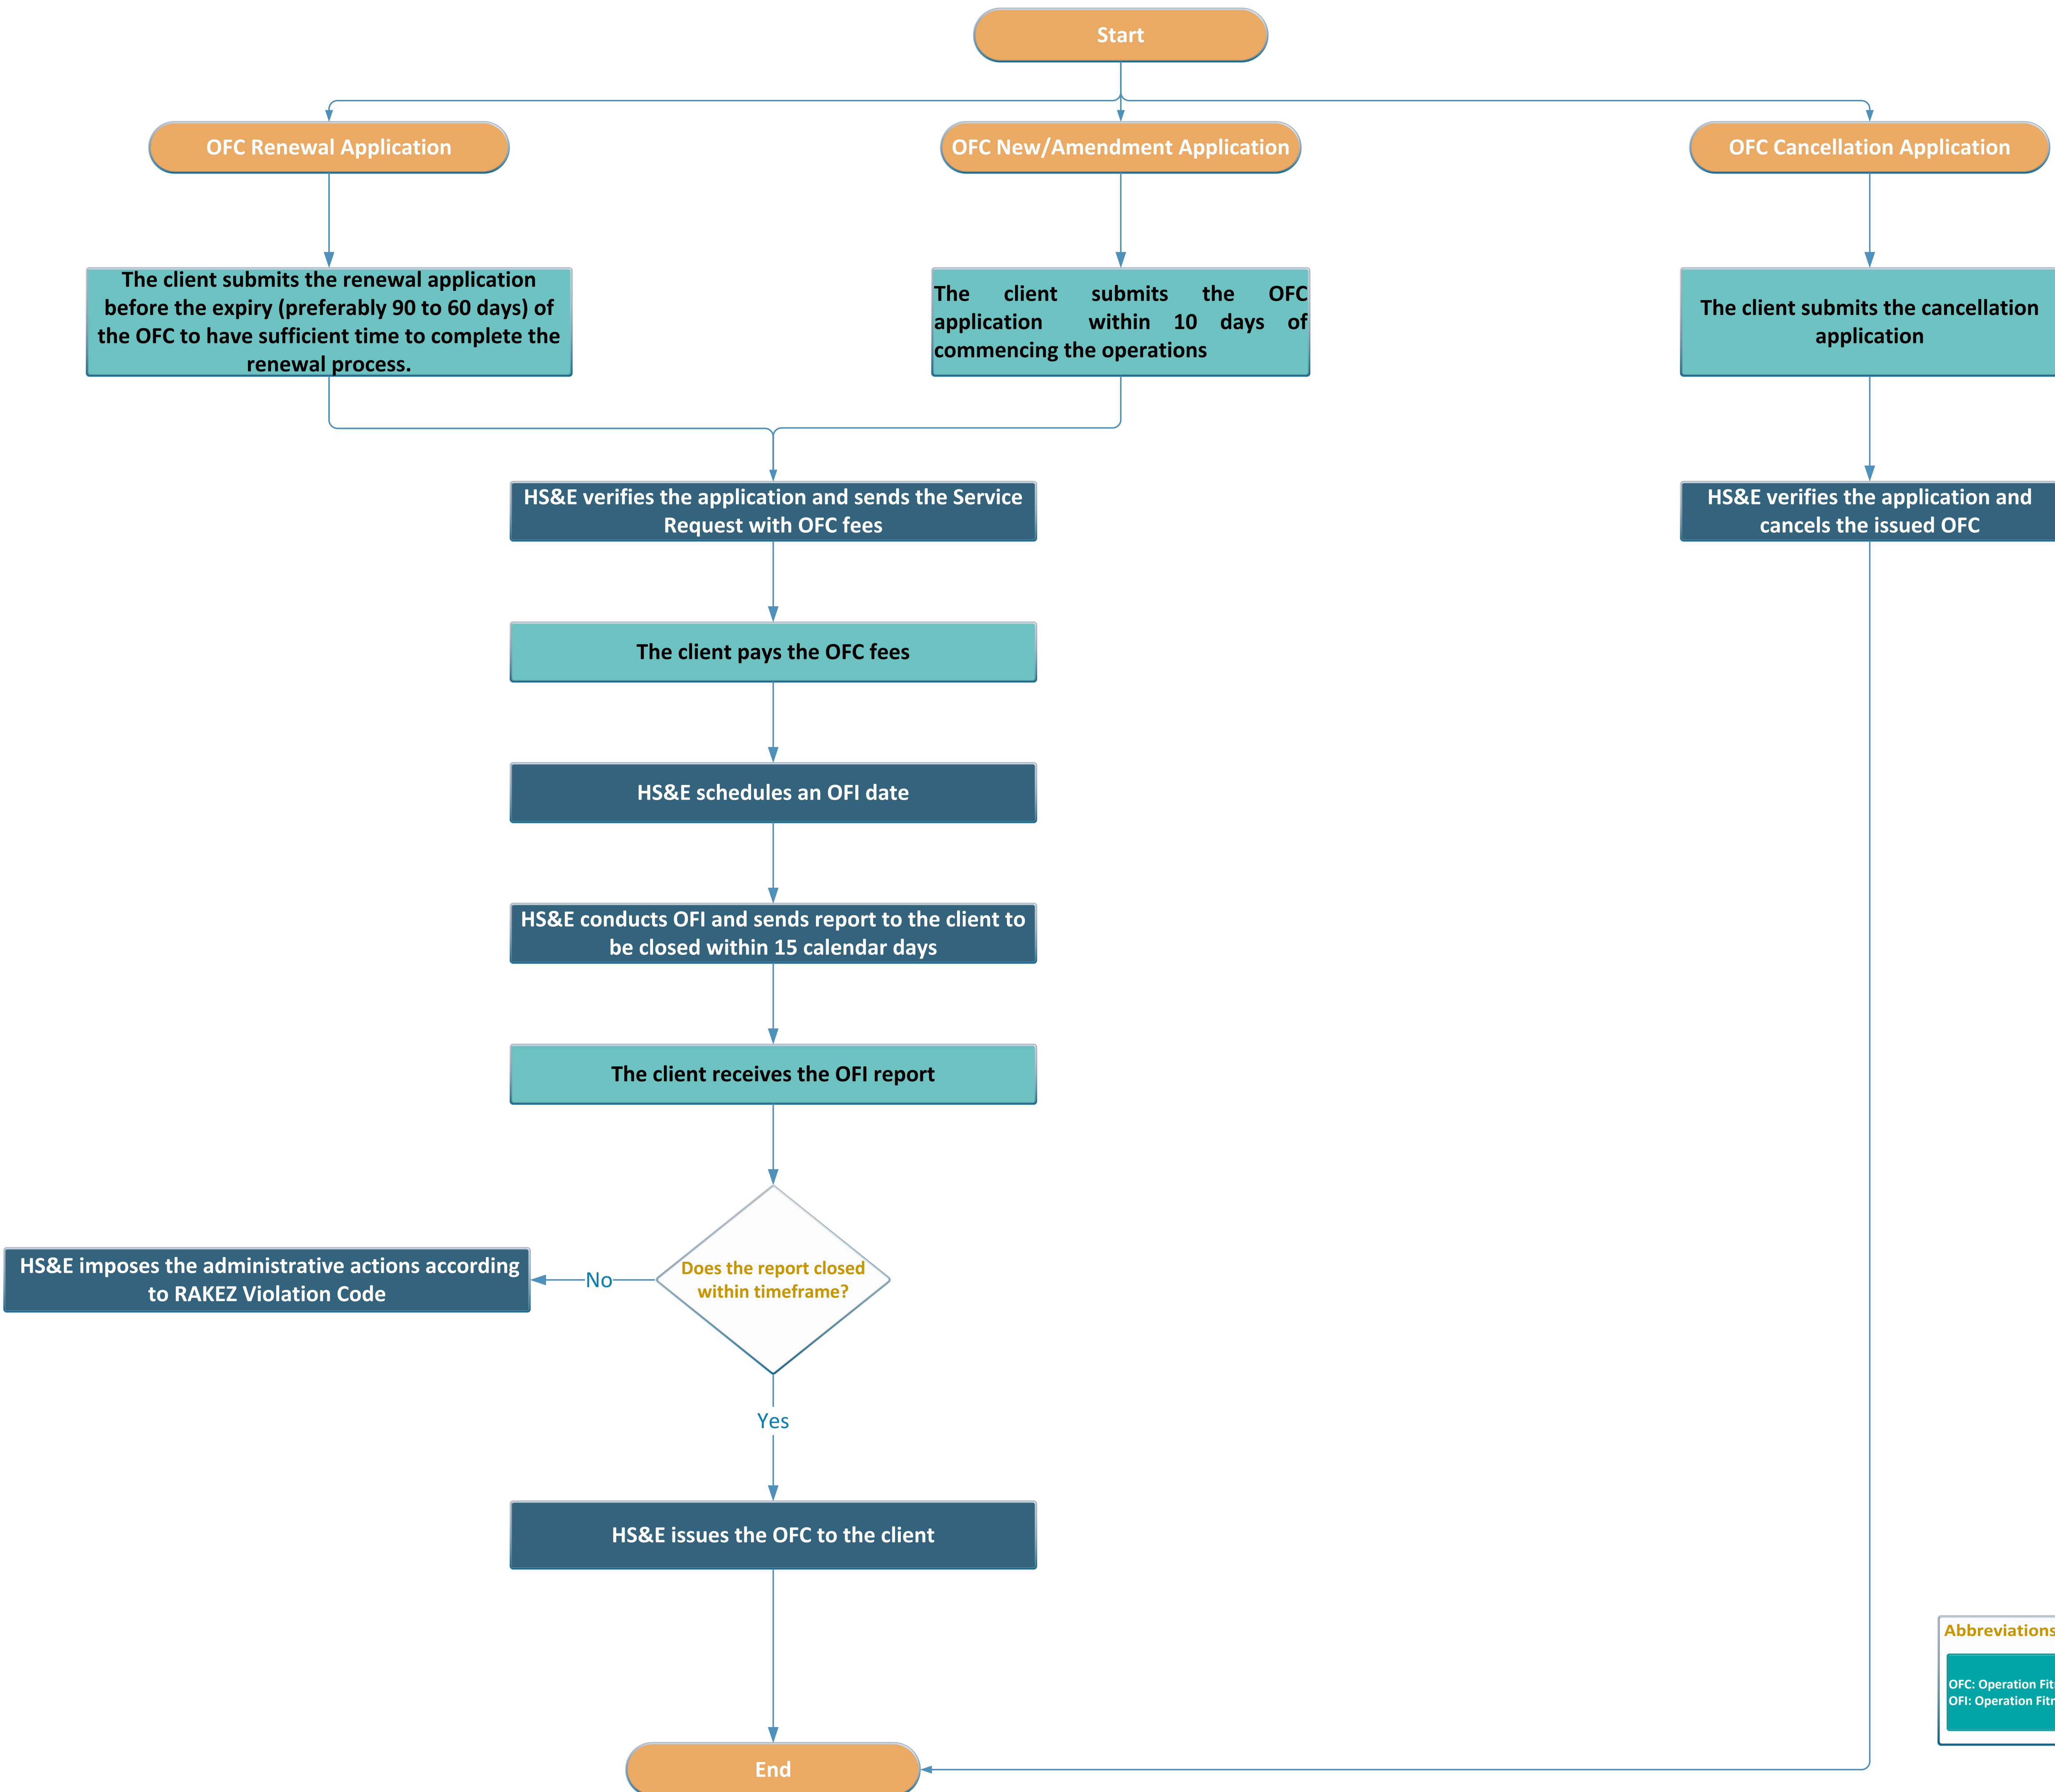 Start
OFC Renewal Application
OFC New/Amendment Application
OFC Cancellation Application
The client submits the renewal application
before the expiry (preferably 90 to 60 days) of
the OFC to have sufficient time to complete the
renewal process.
The client submits the OFC
application within 10 days of
commencing the operations
The client submits the cancellation
application
HS&E verifies the application and sends the Service
Request with OFC fees
HS&E verifies the application and
cancels the issued OFC
The client pays the OFC fees
HS&E schedules an OFI date
HS&E conducts OFI and sends report to the client to
be closed within 15 calendar days
The client receives the OFI report
Does the report closed
within timeframe?
No
HS&E imposes the administrative actions according
to RAKEZ Violation Code
Yes
HS&E issues the OFC to the client
Abbreviations
OFC: Operation
OFI: Operation
End